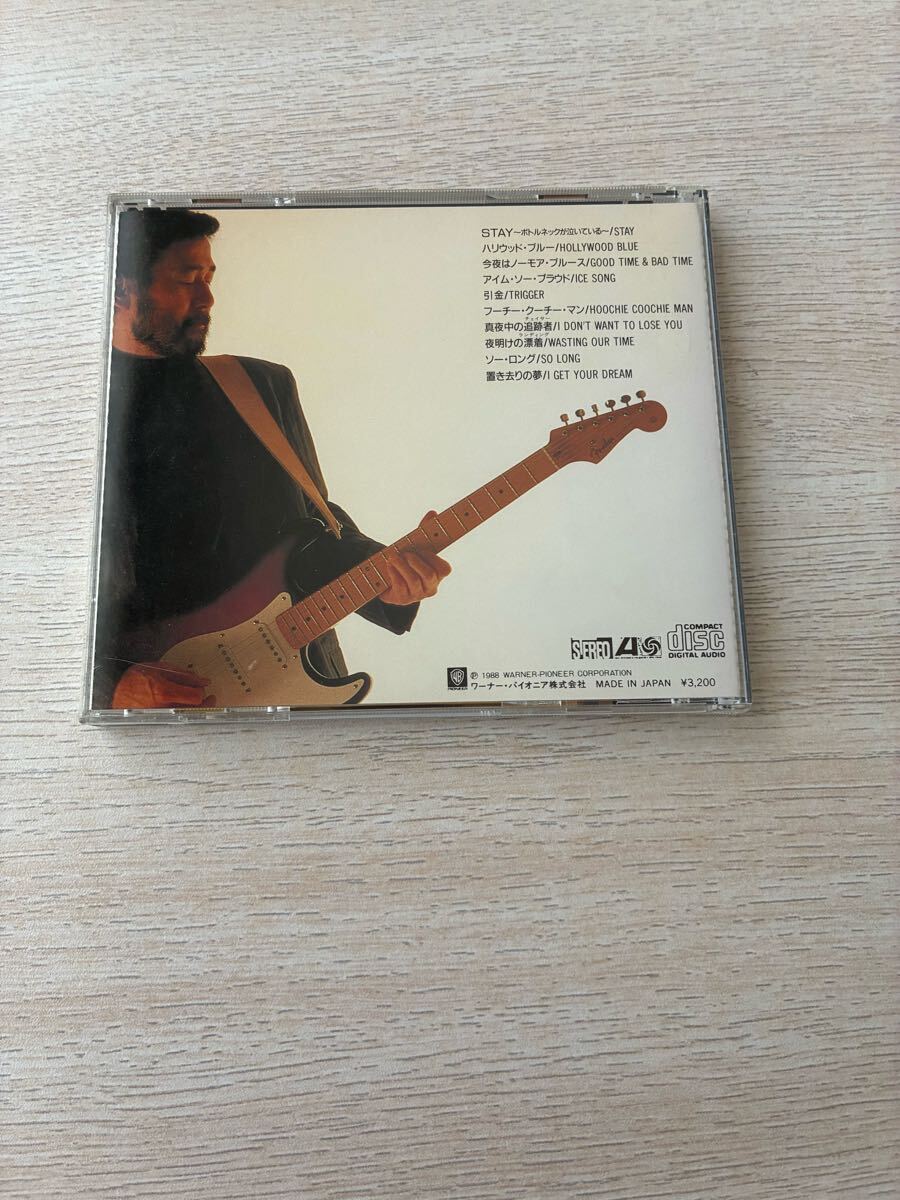 STAY〜ボトルネックが泣いている〜/STAY
ハリウッド・ブルー/HOLLYWOOD BLUE
今夜はノーモア・ブルース/GOOD TIME & BAD TIME
アイム・ソー・プラウド/ICE SONG
引金/TRIGGER
フーチー・クーチー・マン/HOOCHIE COOCHIE MAN
チェイサー
真夜中の追跡者/I DON'T WANT TO LOSE YOU
ランディング
夜明けの漂着/WASTING OUR TIME
ソー・ロング/SO LONG
置き去りの夢/I GET YOUR DREAM
Fender
STEREO
COMPACT
disc
DIGITAL AUDIO
PIONEER
Ⓟ 1988 WARNER-PIONEER CORPORATION
ワーナー・パイオニア株式会社 MADE IN JAPAN ¥3,200